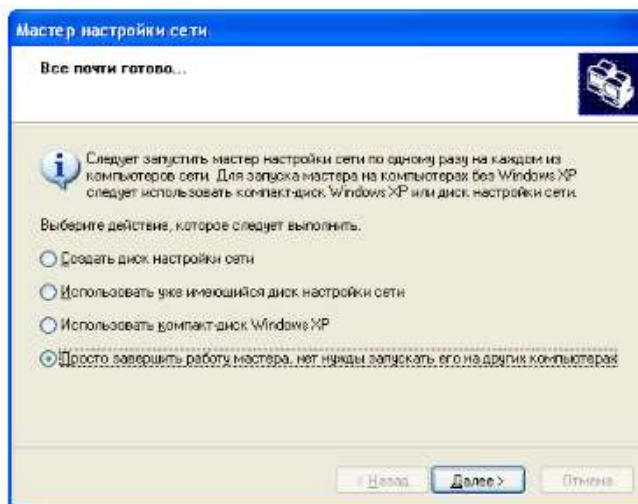 Мастер настройки сети
Все почти готово...
Следует запустить мастер настройки сети по одному разу на каждом из
компьютеров сети. Для запуска мастера на компьютерах без Windows XP
следует использовать компакт-диск Windows XP или диск настройки сети.
Выберите действие, которое следует выполнить.
Создать диск настройки сети
Использовать уже имеющийся диск настройки сети
Использовать компакт-диск Windows XP
Просто завершить работу мастера, нет нужды запускать его на других компьютерах
< Назад Далее > Отмена